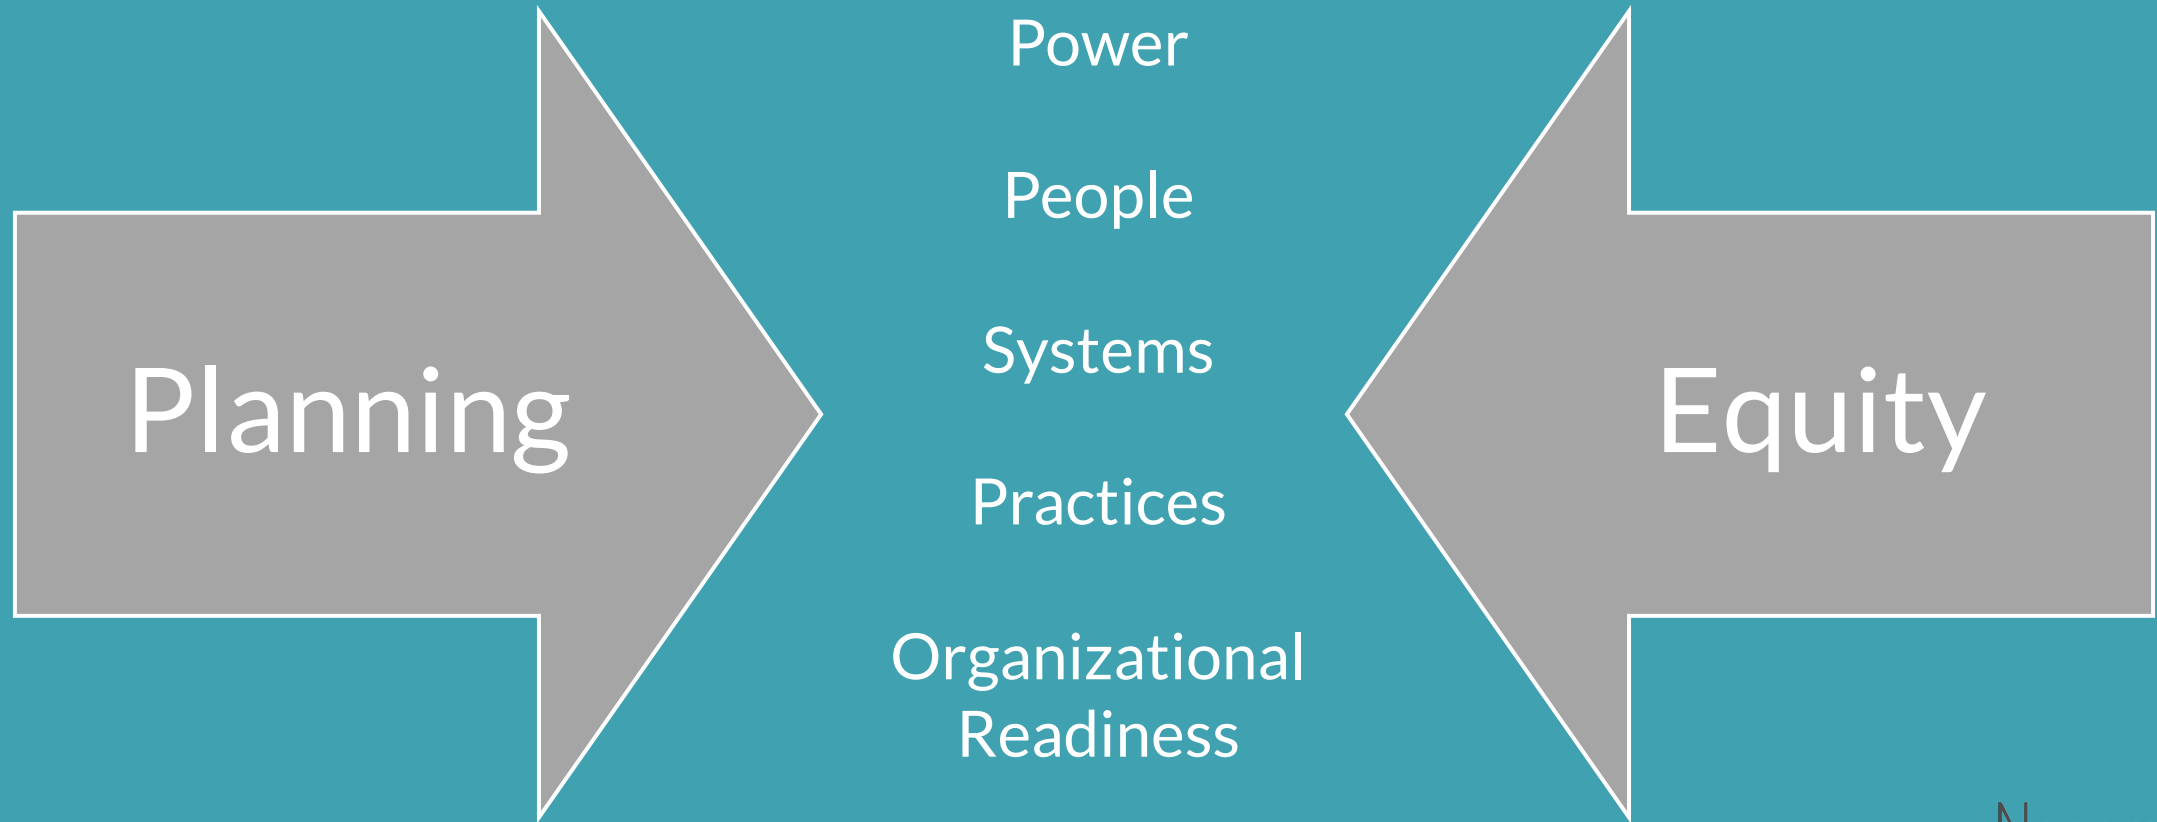 Power
People
Systems
Practices
Organizational
Readiness
Planning
Equity
N